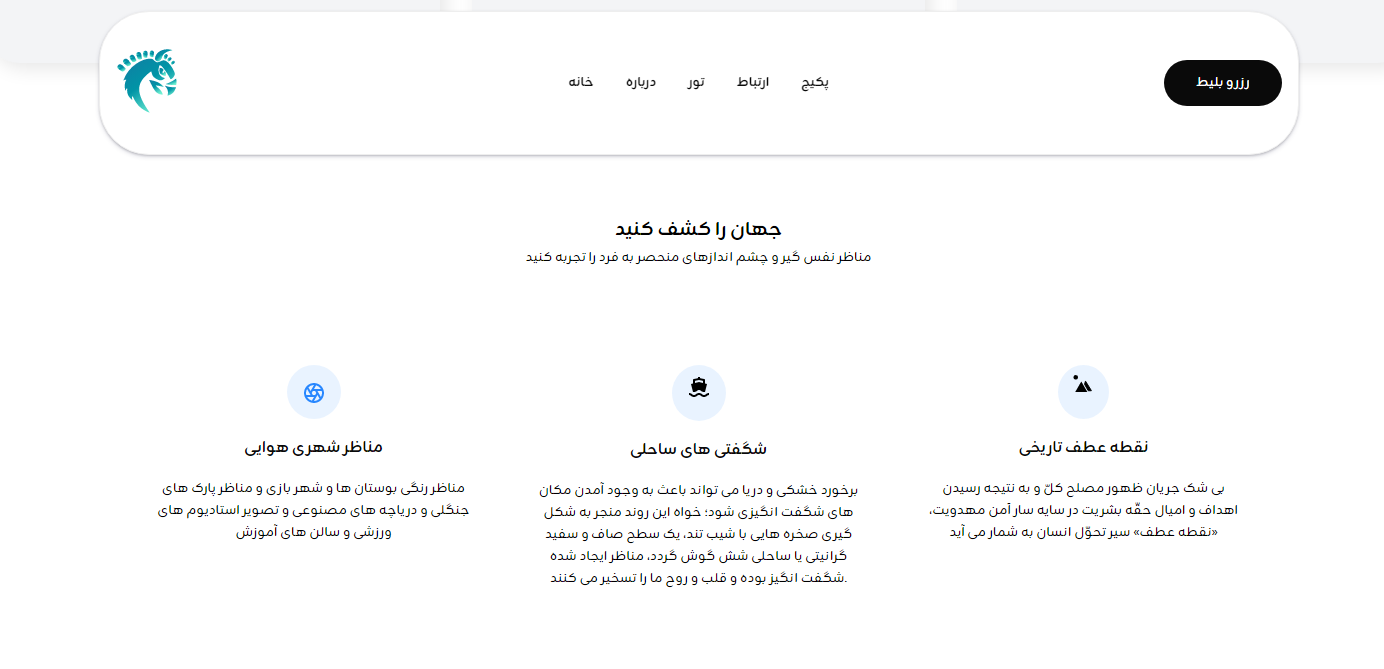 رزرو بلیط
پکیج
ارتباط
تور
درباره
خانه
جهان را کشف کنید
مناظر نفس گیر و چشم اندازهای منحصر به فرد را تجربه کنید
نقطه عطف تاریخی
بی شک جریان ظهور مصلح کلّ و به نتیجه رسیدن
اهداف و امیال حقّه بشریت در سایه سار آمن مهدویت،
«نقطه عطف» سیر تحوّل انسان به شمار می آید
شگفتی های ساحلی
برخورد خشکی و دریا می تواند باعث به وجود آمدن مکان
های شگفت انگیزی شود؛ خواه این روند منجر به شکل
گیری صخره هایی با شیب تند، یک سطح صاف و سفید
گرانیتی یا ساحلی شش گوش گردد، مناظر ایجاد شده
شگفت انگیز بوده و قلب و روح ما را تسخیر می کنند.
مناظر شهری هوایی
مناظر رنگی بوستان ها و شهر بازی و مناظر پارک های
جنگلی و دریاچه های مصنوعی و تصویر استادیوم های
ورزشی و سالن های آموزش